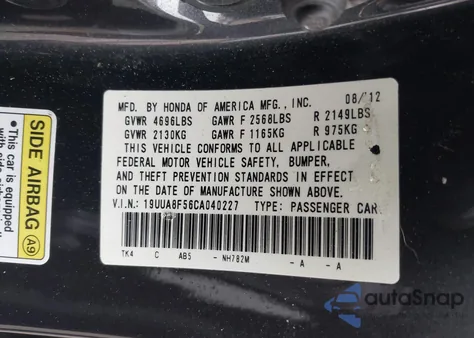 MFD. BY HONDA OF AMERICA MFG., INC. 08/12
GVWR 4696LBS GAWR F 2568LBS R 2149LBS
GVWR 2130KG GAWR F 1165KG R 975KG
THIS VEHICLE CONFORMS TO ALL APPLICABLE
FEDERAL MOTOR VEHICLE SAFETY, BUMPER,
AND THEFT PREVENTION STANDARDS IN EFFECT
ON THE DATE OF MANUFACTURE SHOWN ABOVE.
V.I.N.: 19UUA8F56CA040227 TYPE: PASSENGER CAR
TK4 C AB5 - NH782M - A - A
SIDE AIRBAG A9
• This car is equipped
with side airbag
autoSnap